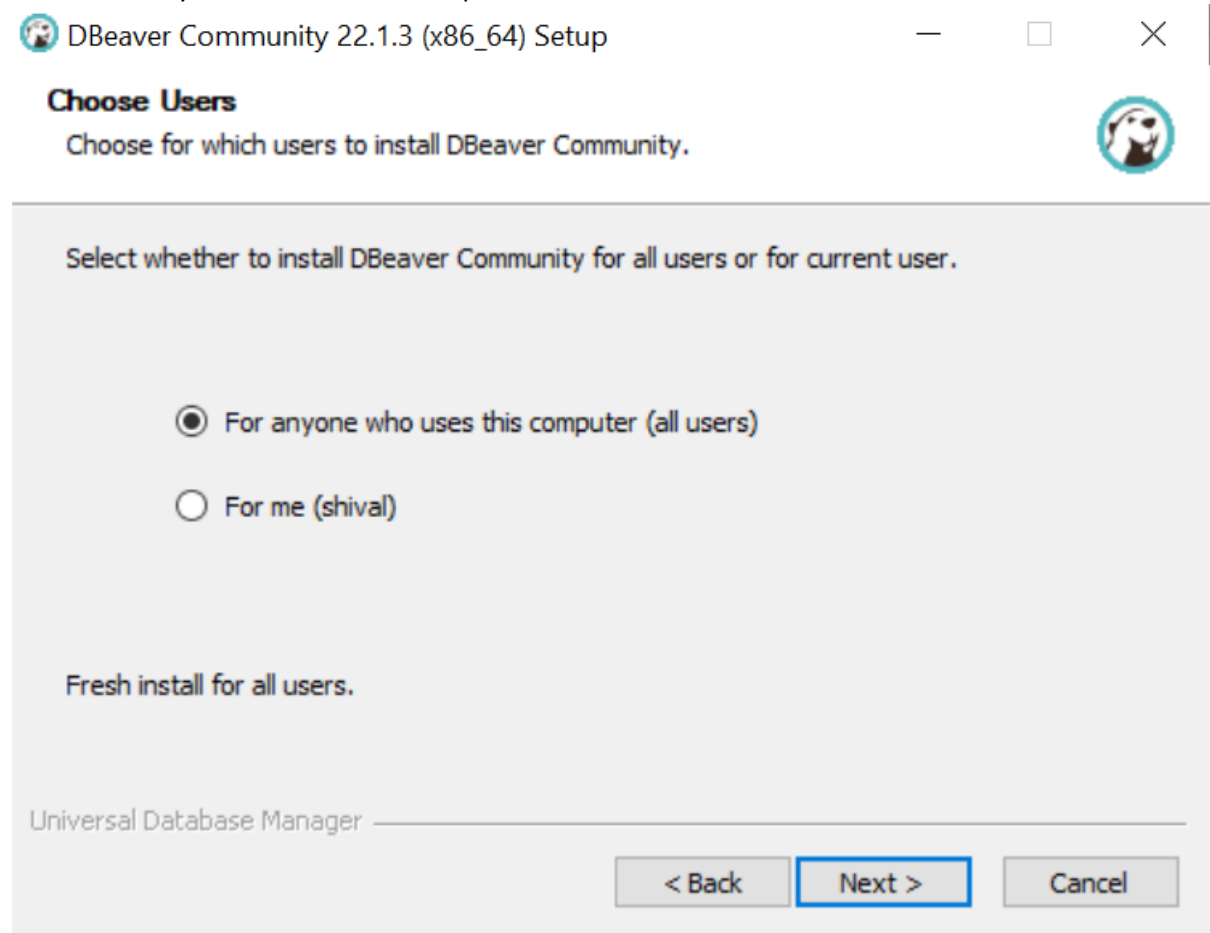 DBeaver Community 22.1.3 (x86_64) Setup
Choose Users
Choose for which users to install DBeaver Community.
Select whether to install DBeaver Community for all users or for current user.
For anyone who uses this computer (all users)
For me (shival)
Fresh install for all users.
Universal Database Manager
< Back
Next >
Cancel